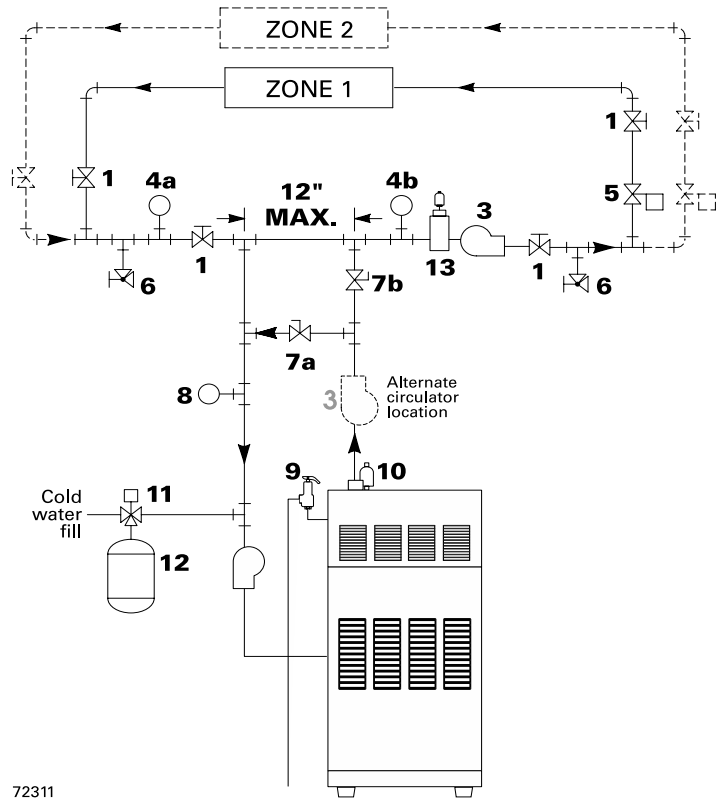 ZONE 2
ZONE 1
1
1
4a
12"
MAX.
4b
3
5
13
6
1
7b
1
6
7a
8
3
Alternate
circulator
location
9
10
11
Cold
water
fill
12
72311